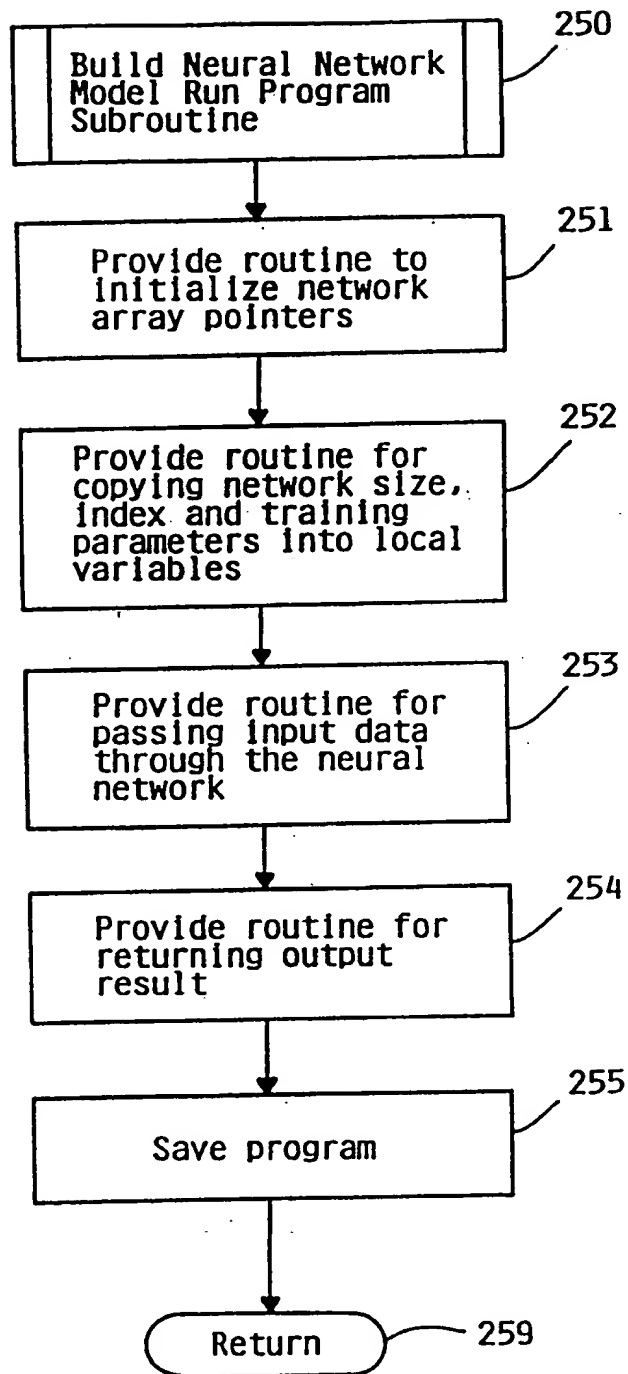 250
Build Neural Network
Model Run Program
Subroutine
251
Provide routine to
initialize network
array pointers
252
Provide routine for
copying network size,
index and training
parameters into local
variables
253
Provide routine for
passing input data
through the neural
network
254
Provide routine for
returning output
result
255
Save program
Return
259